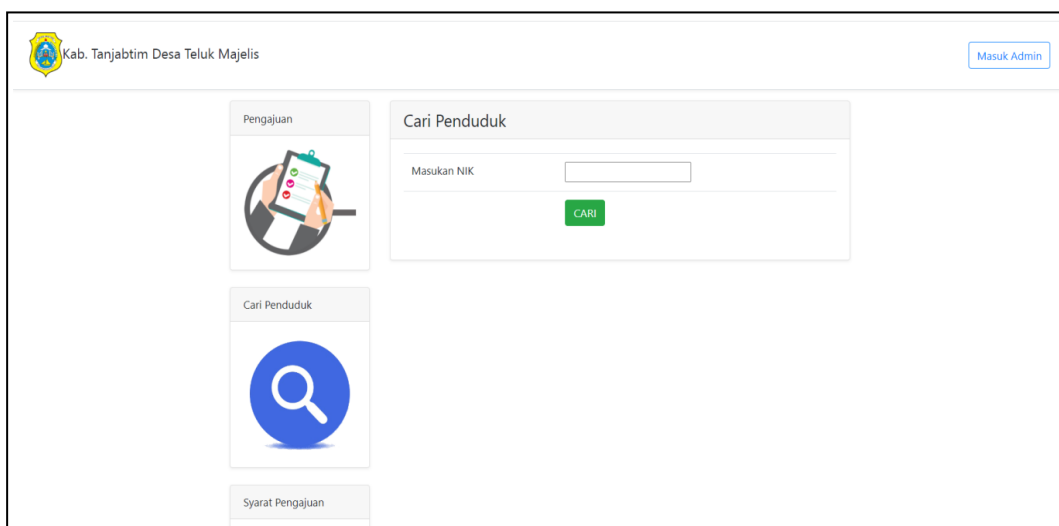 Kab. Tanjabtim Desa Teluk Majelis
Masuk Admin
Pengajuan
Cari Penduduk
Masukan NIK
CARI
Cari Penduduk
Syarat Pengajuan